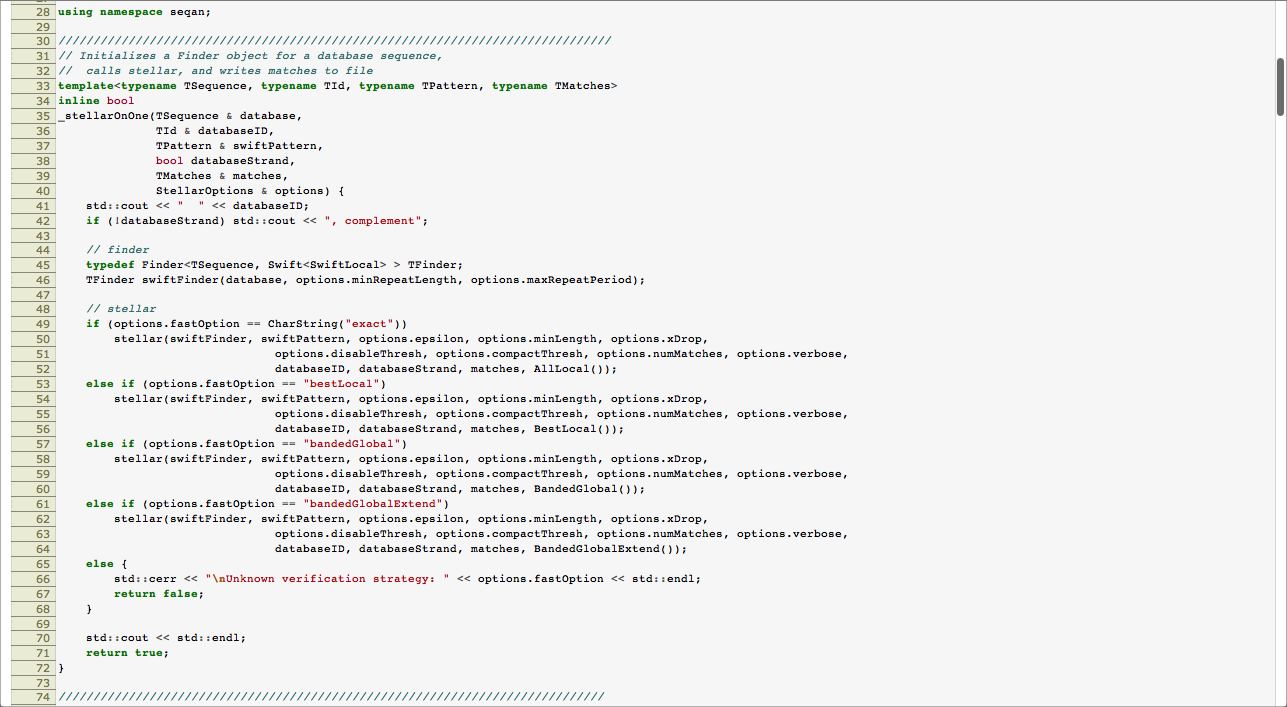 28 using namespace seqan;
29
30 ///////////////////////////////////////////////////////////////////////////////
31 // Initializes a Finder object for a database sequence,
32 //  calls stellar, and writes matches to file
33 template<typename TSequence, typename TId, typename TPattern, typename TMatches>
34 inline bool
35 _stellarOnOne(TSequence & database,
36               TId & databaseID,
37               TPattern & swiftPattern,
38               bool databaseStrand,
39               TMatches & matches,
40               StellarOptions & options) {
41     std::cout << "  " << databaseID;
42     if (!databaseStrand) std::cout << ", complement";
43
44     // finder
45     typedef Finder<TSequence, Swift<SwiftLocal> > TFinder;
46     TFinder swiftFinder(database, options.minRepeatLength, options.maxRepeatPeriod);
47
48     // stellar
49     if (options.fastOption == CharString("exact"))
50         stellar(swiftFinder, swiftPattern, options.epsilon, options.minLength, options.xDrop,
51                                options.disableThresh, options.compactThresh, options.numMatches, options.verbose,
52                                databaseID, databaseStrand, matches, AllLocal());
53     else if (options.fastOption == "bestLocal")
54         stellar(swiftFinder, swiftPattern, options.epsilon, options.minLength, options.xDrop,
55                                options.disableThresh, options.compactThresh, options.numMatches, options.verbose,
56                                databaseID, databaseStrand, matches, BestLocal());
57     else if (options.fastOption == "bandedGlobal")
58         stellar(swiftFinder, swiftPattern, options.epsilon, options.minLength, options.xDrop,
59                                options.disableThresh, options.compactThresh, options.numMatches, options.verbose,
60                                databaseID, databaseStrand, matches, BandedGlobal());
61     else if (options.fastOption == "bandedGlobalExtend")
62         stellar(swiftFinder, swiftPattern, options.epsilon, options.minLength, options.xDrop,
63                                options.disableThresh, options.compactThresh, options.numMatches, options.verbose,
64                                databaseID, databaseStrand, matches, BandedGlobalExtend());
65     else {
66         std::cerr << "\nUnknown verification strategy: " << options.fastOption << std::endl;
67         return false;
68     }
69
70     std::cout << std::endl;
71     return true;
72 }
73
74 //////////////////////////////////////////////////////////////////////////////